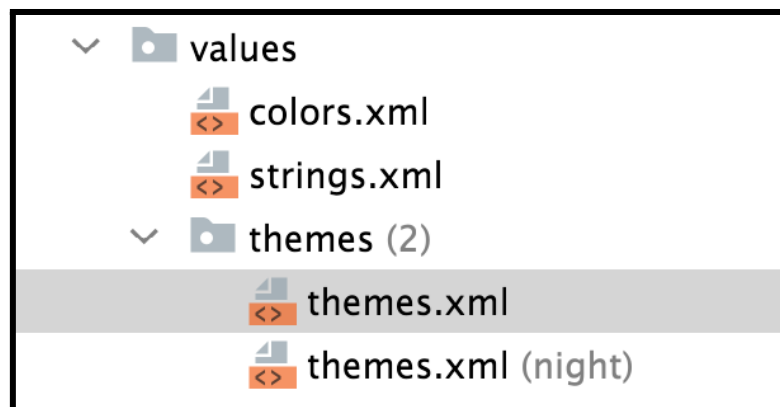 values
colors.xml
strings.xml
themes (2)
themes.xml
themes.xml (night)